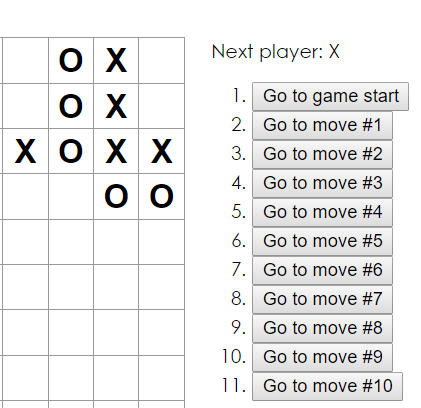 O X
O X
X O X X
O O
Next player: X
1. Go to game start
2. Go to move #1
3. Go to move #2
4. Go to move #3
5. Go to move #4
6. Go to move #5
7. Go to move #6
8. Go to move #7
9. Go to move #8
10. Go to move #9
11. Go to move #10